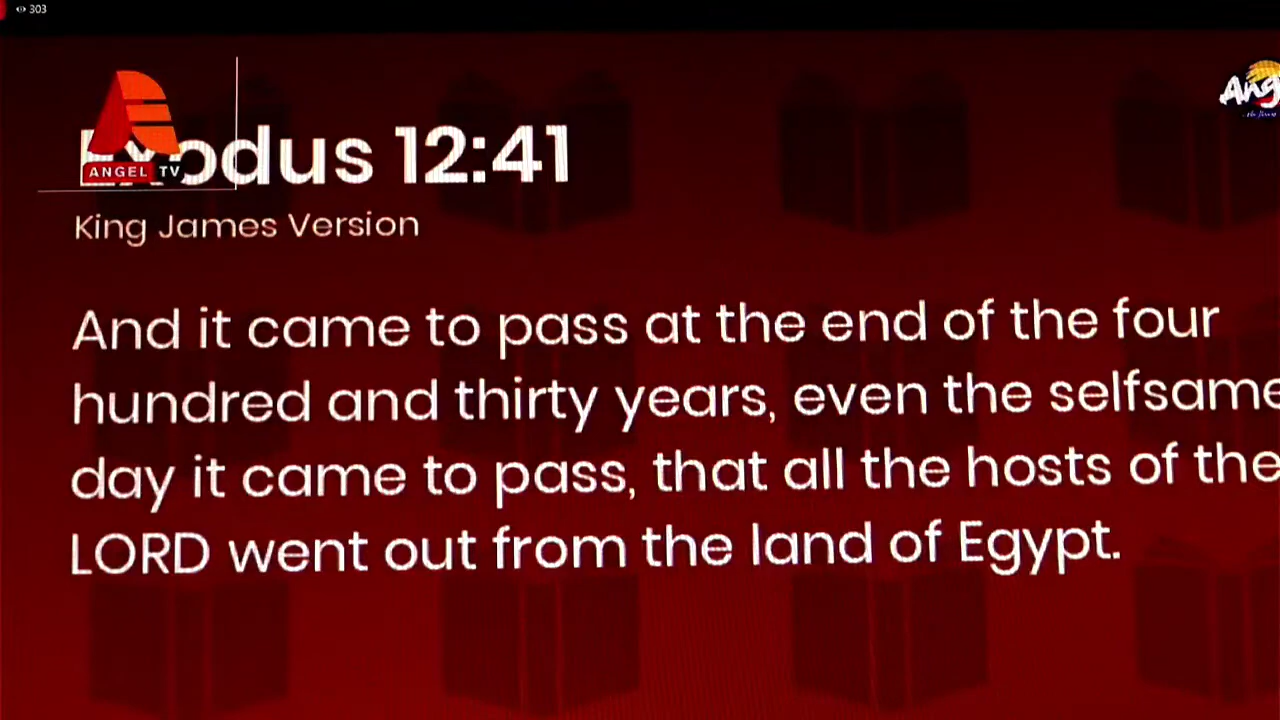 303
ANGEL TV
Exodus 12:41
King James Version
And it came to pass at the end of the four
hundred and thirty years, even the selfsame
day it came to pass, that all the hosts of the
LORD went out from the land of Egypt.